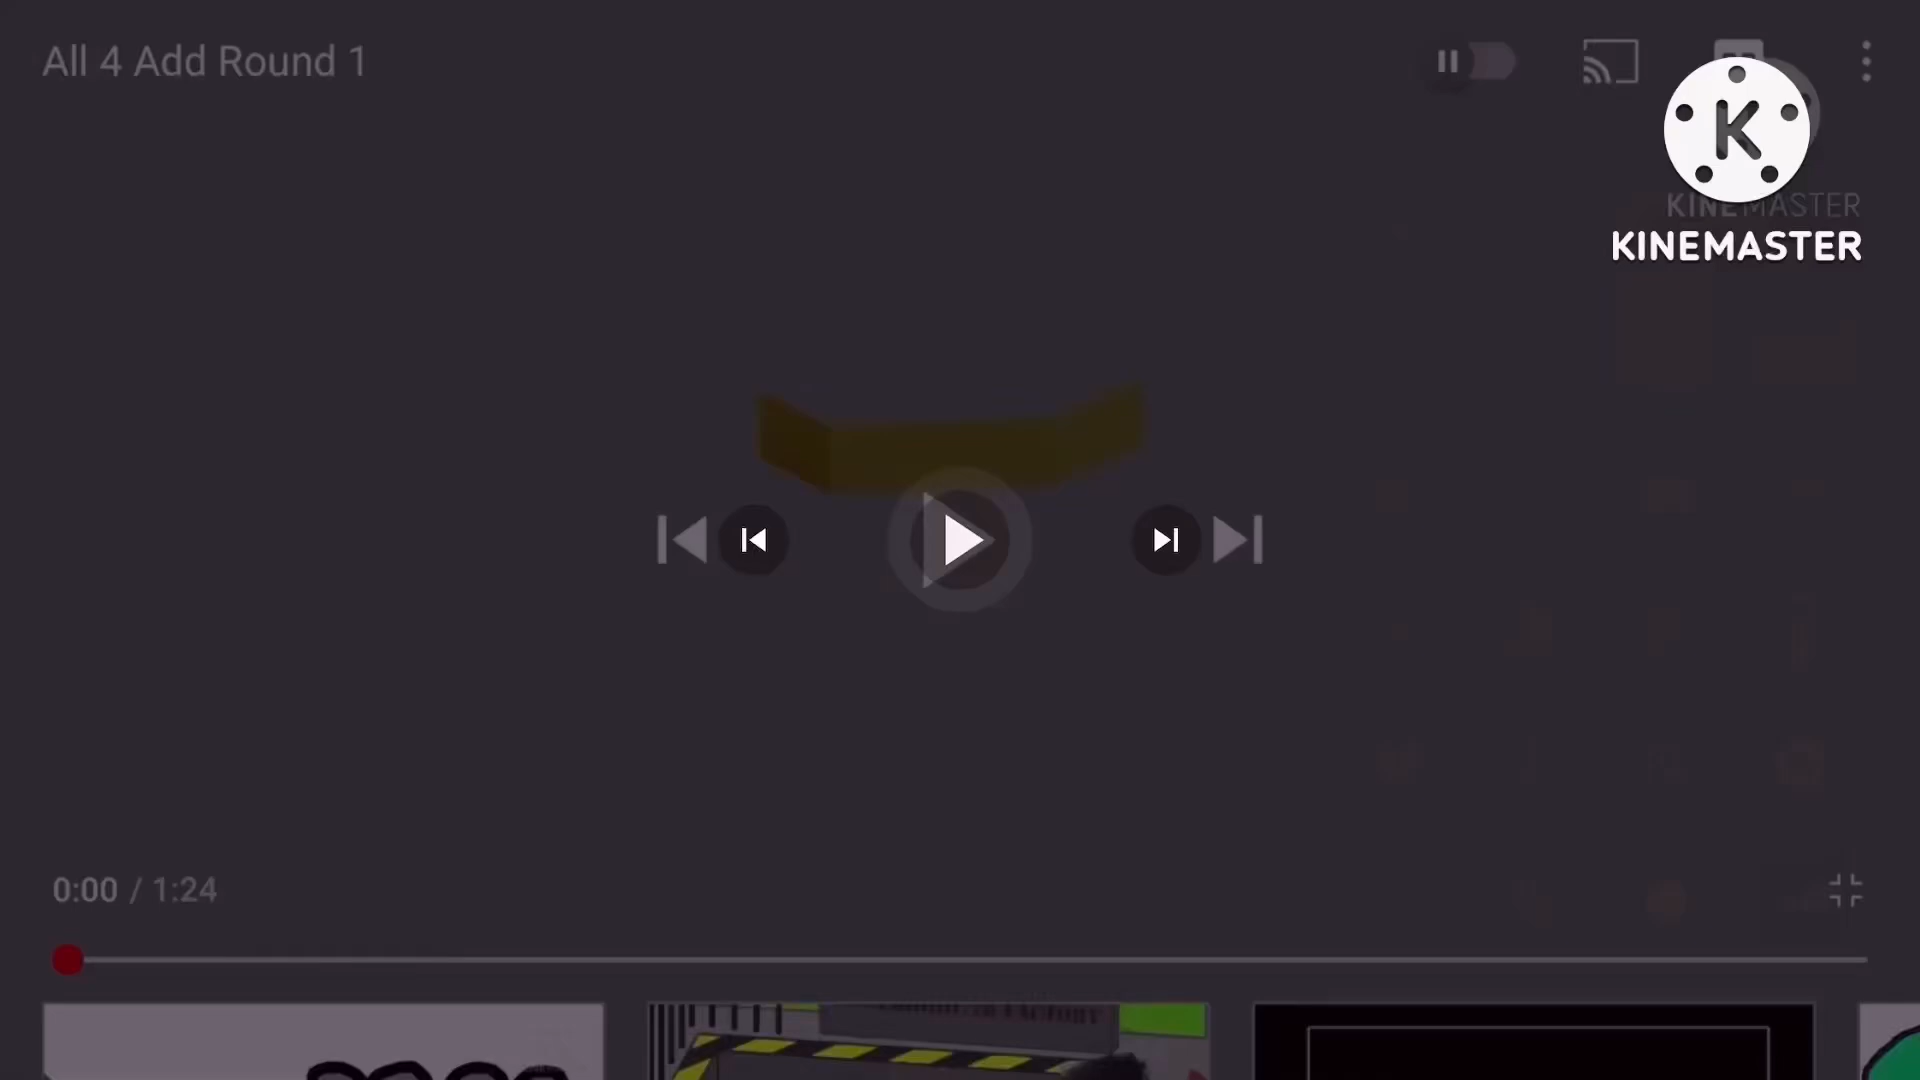 All 4 Add Round 1
K
KINEMASTER
KINEMASTER
0:00 / 1:24